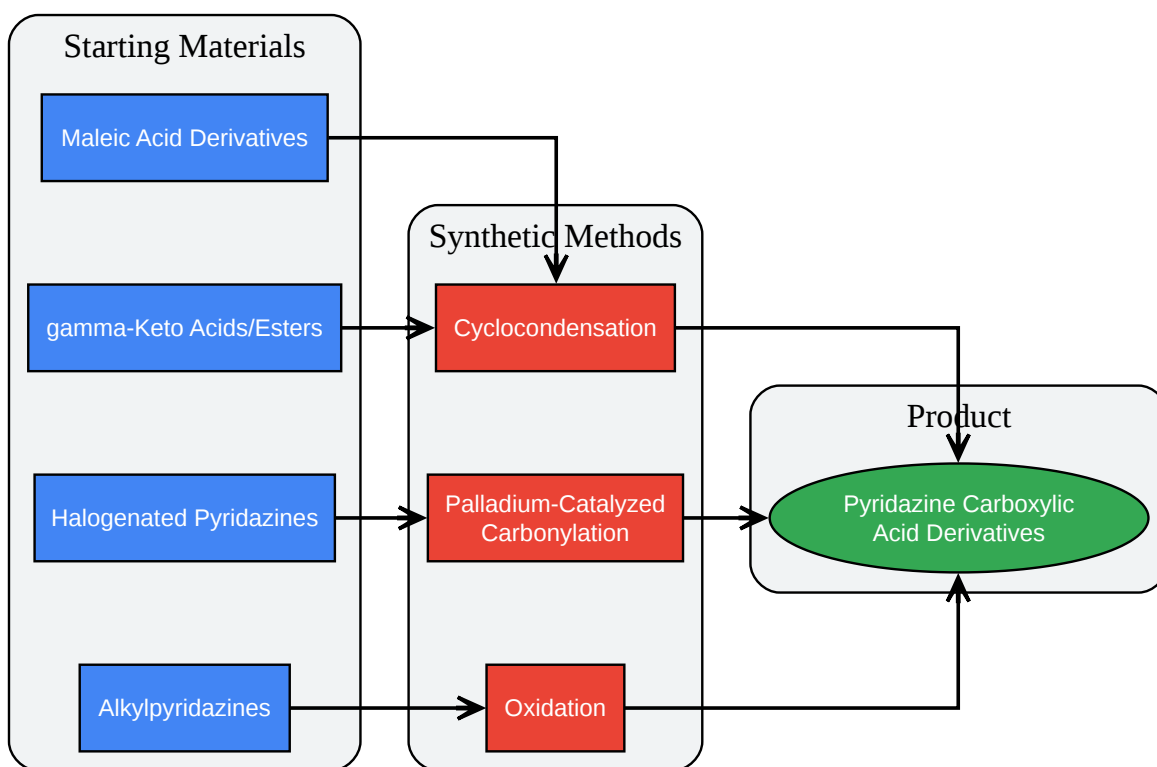 Starting Materials
Maleic Acid Derivatives
gamma-Keto Acids/Esters
Halogenated Pyridazines
Alkylpyridazines
Synthetic Methods
Cyclocondensation
Palladium-Catalyzed
Carbonylation
Oxidation
Product
Pyridazine Carboxylic
Acid Derivatives